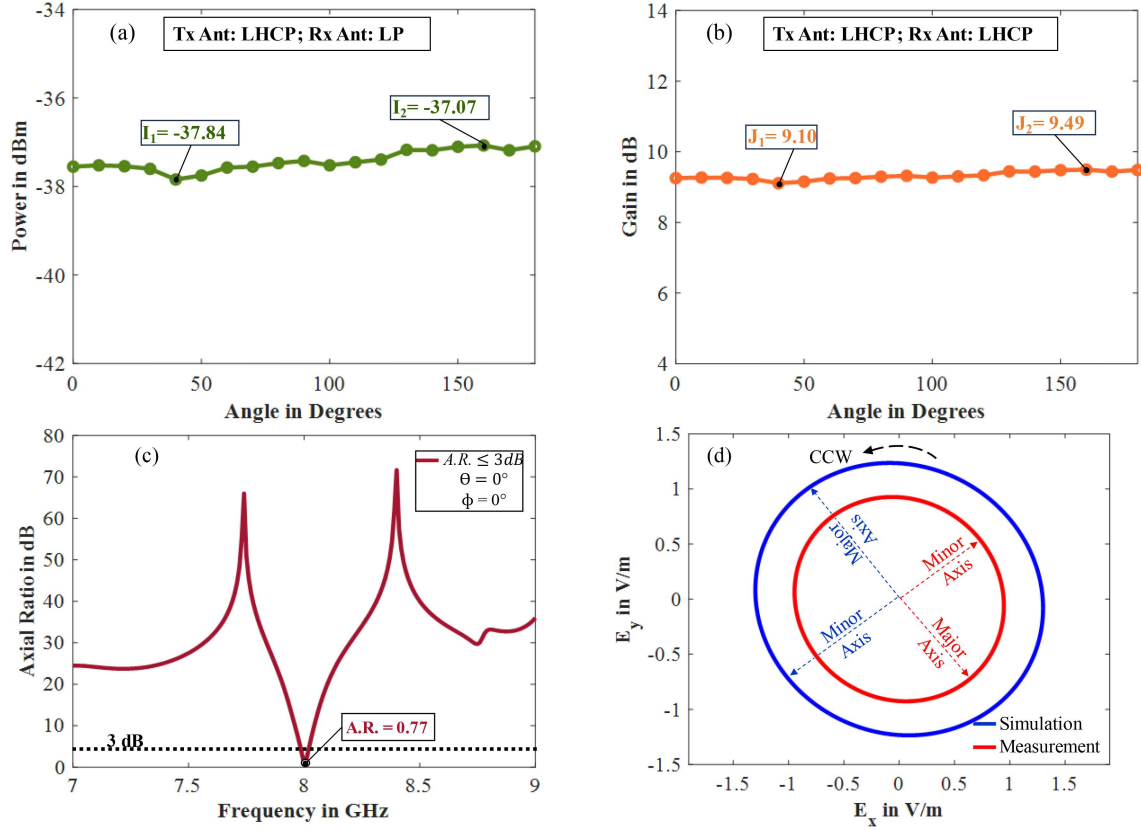 (a)
Tx Ant: LHCP; Rx Ant: LP
I₁= -37.84
I₂= -37.07
Power in dBm
-34
-36
-38
-40
-42
0
50
100
150
Angle in Degrees
(b)
Tx Ant: LHCP; Rx Ant: LHCP
J₁= 9.10
J₂= 9.49
Gain in dB
14
12
10
8
6
4
0
50
100
150
Angle in Degrees
(c)
A.R. ≤ 3dB
Θ = 0°
ϕ = 0°
A.R. = 0.77
3 dB
Axial Ratio in dB
80
70
60
50
40
30
20
10
0
7
7.5
8
8.5
9
Frequency in GHz
(d)
CCW
Major
Axis
Minor
Axis
Minor
Axis
Major
Axis
Simulation
Measurement
E_y in V/m
1.5
1
0.5
0
-0.5
-1
-1.5
-1.5
-1
-0.5
0
0.5
1
1.5
E_x in V/m